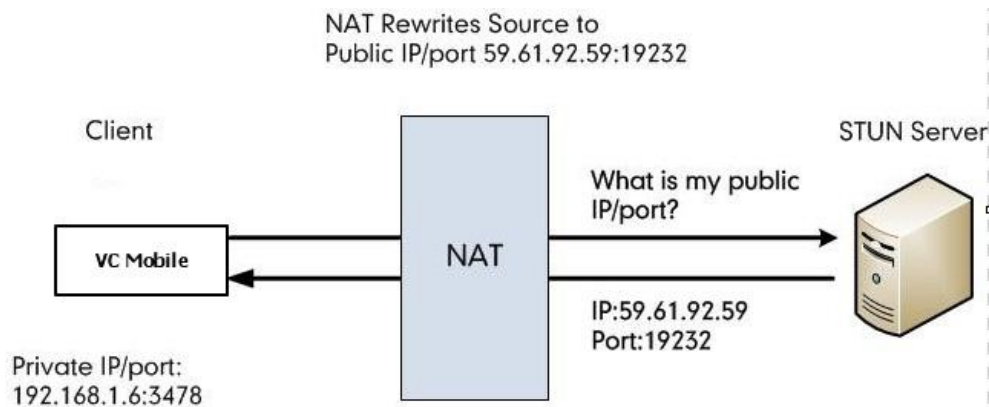 NAT Rewrites Source to
Public IP/port 59.61.92.59:19232
Client
STUN Server
What is my public
IP/port?
VC Mobile
NAT
IP:59.61.92.59
Port:19232
Private IP/port:
192.168.1.6:3478